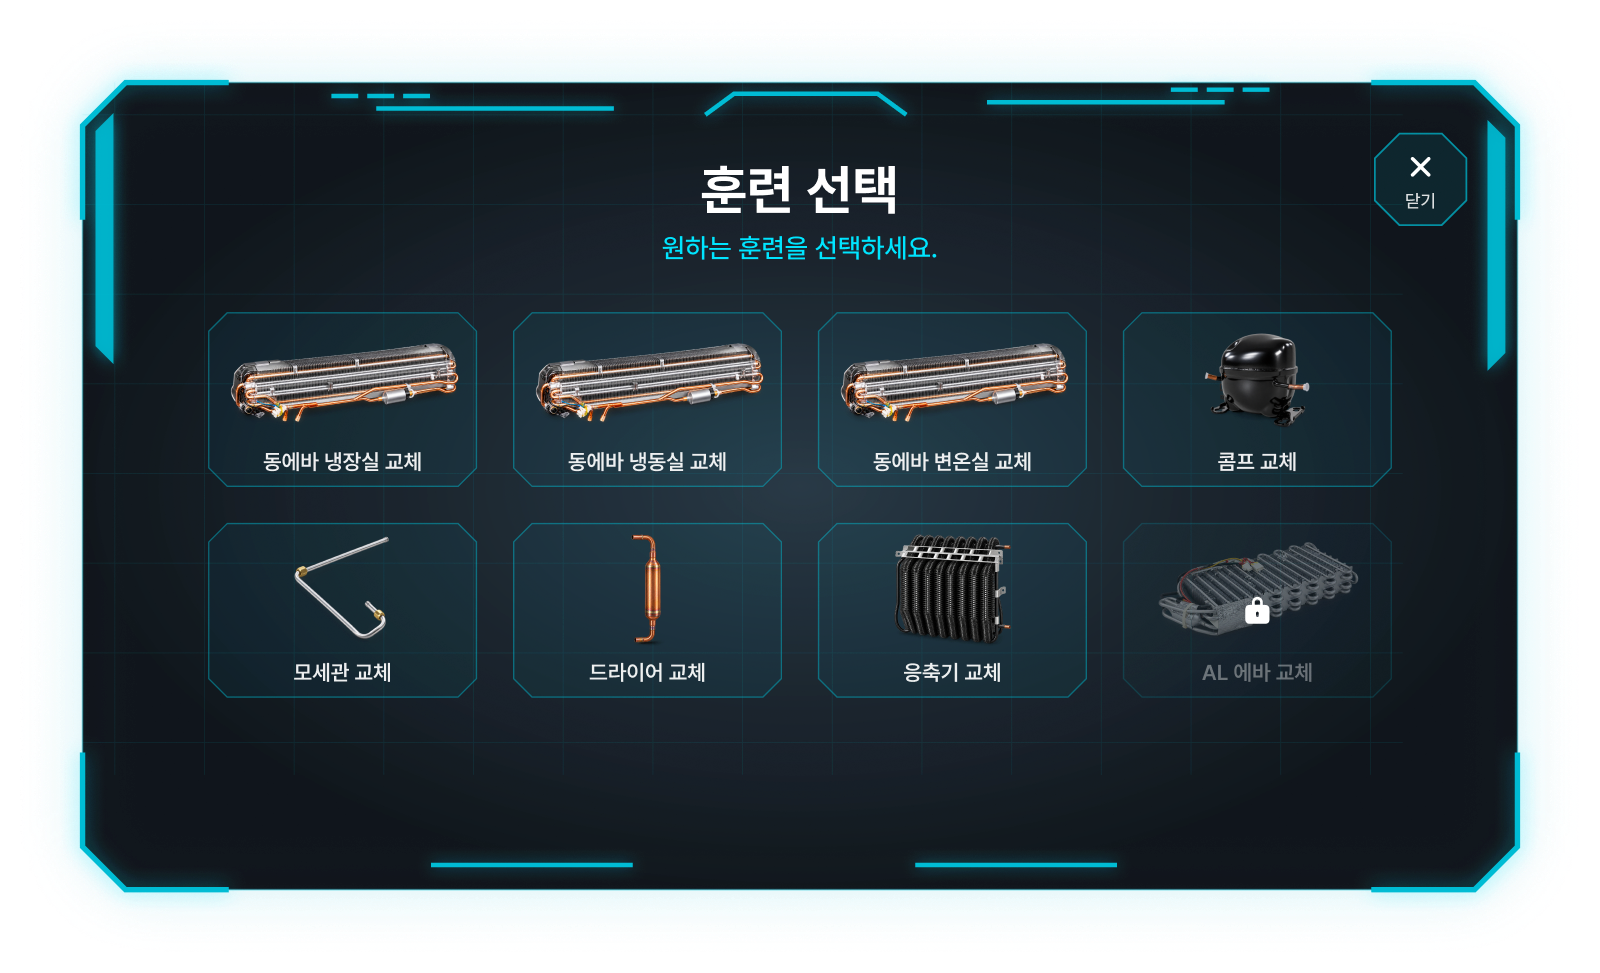 훈련 선택
닫기
원하는 훈련을 선택하세요.
동에바 냉장실 교체
동에바 냉동실 교체
동에바 변온실 교체
콤프 교체
모세관 교체
드라이어 교체
응축기 교체
AL 에바 교체